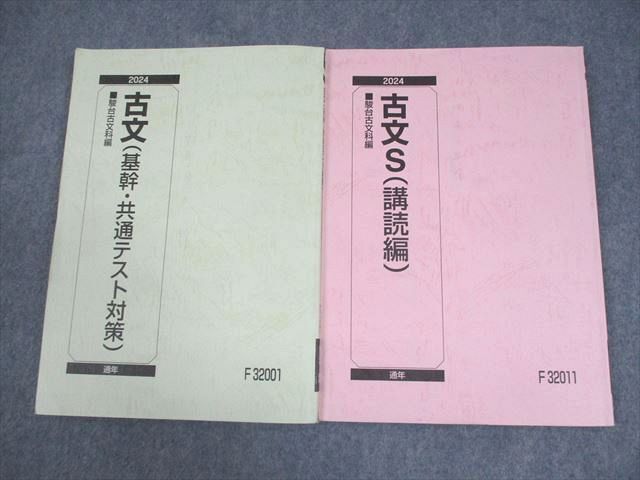 2024
古文(基幹・共通テスト対策)
■駿台古文科編
通年
F32001
2024
古文S(講読編)
■駿台古文科編
通年
F32011